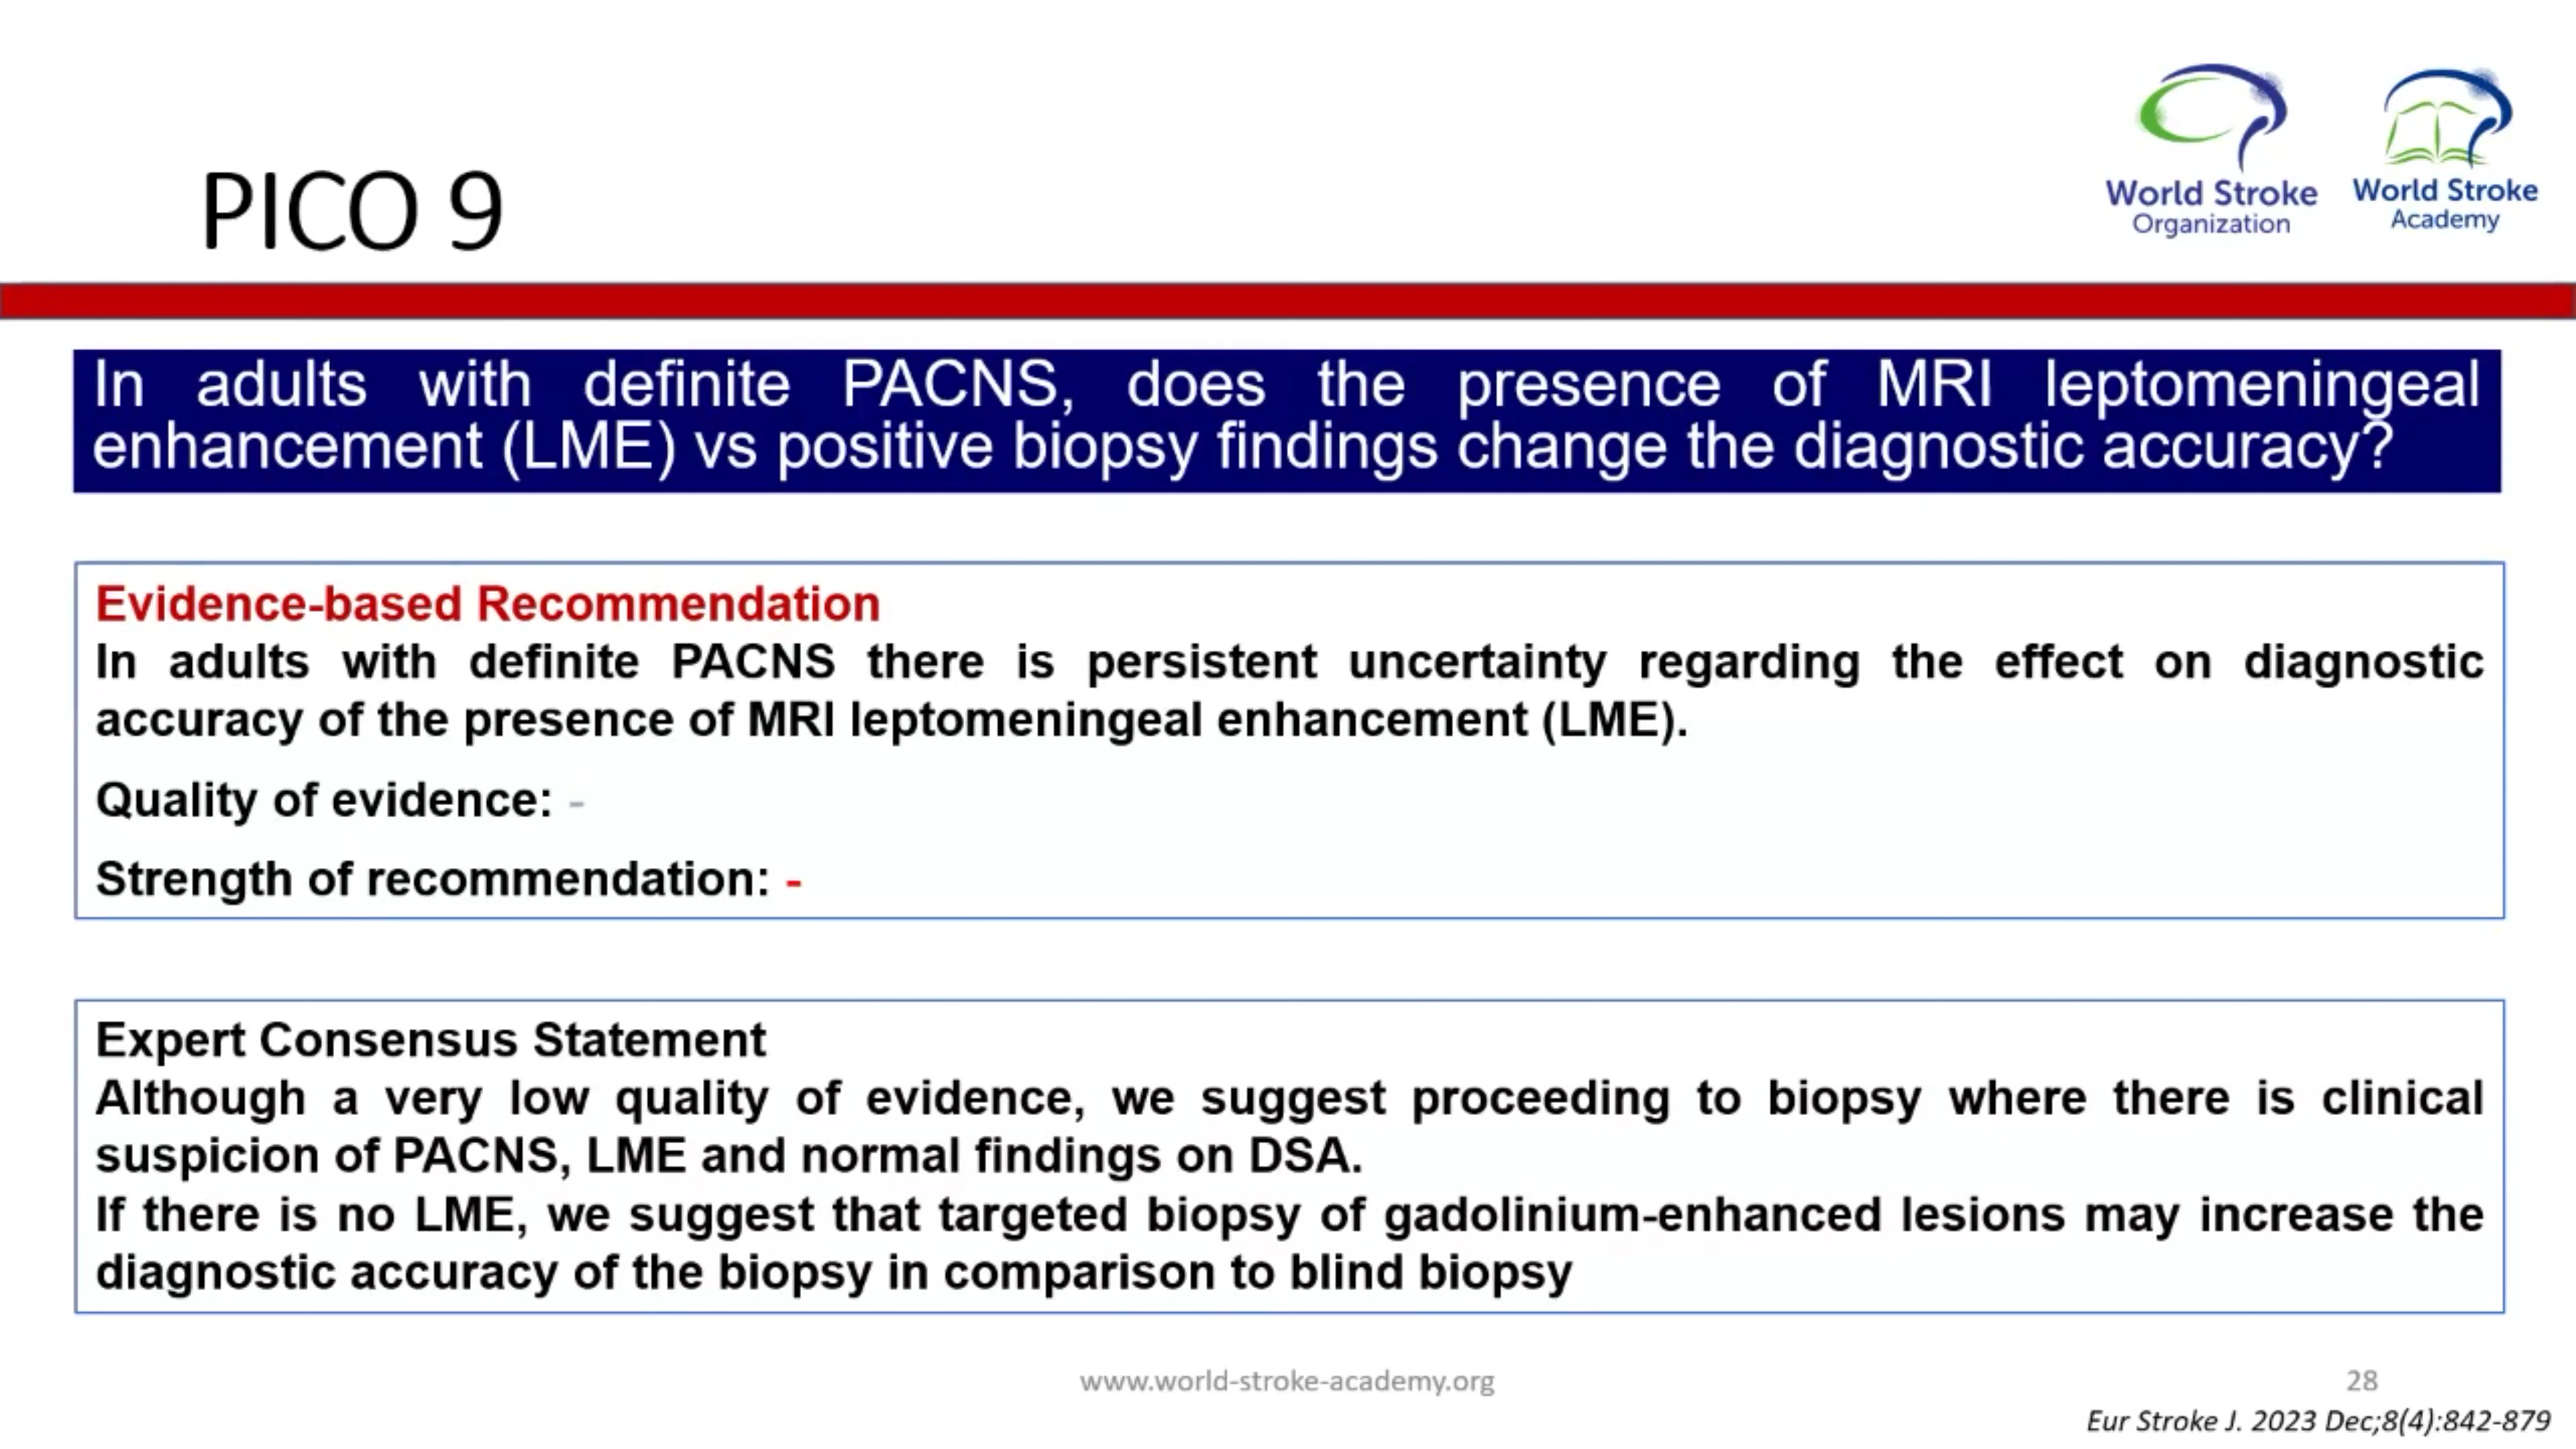 World Stroke
Organization
World Stroke
Academy
PICO 9
In adults with definite PACNS, does the presence of MRI leptomeningeal
enhancement (LME) vs positive biopsy findings change the diagnostic accuracy?
Evidence-based Recommendation
In adults with definite PACNS there is persistent uncertainty regarding the effect on diagnostic
accuracy of the presence of MRI leptomeningeal enhancement (LME).
Quality of evidence: -
Strength of recommendation: -
Expert Consensus Statement
Although a very low quality of evidence, we suggest proceeding to biopsy where there is clinical
suspicion of PACNS, LME and normal findings on DSA.
If there is no LME, we suggest that targeted biopsy of gadolinium-enhanced lesions may increase the
diagnostic accuracy of the biopsy in comparison to blind biopsy
www.world-stroke-academy.org
28
Eur Stroke J. 2023 Dec;8(4):842-879